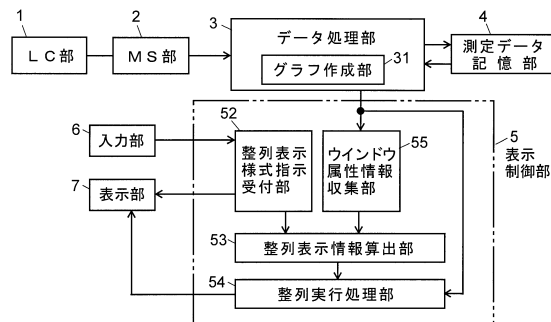 1
LC部
2
MS部
3
データ処理部
グラフ作成部
31
4
測定データ
記憶部
5
表示
制御部
6
入力部
7
表示部
52
整列表示
様式指示
受付部
55
ウインドウ
属性情報
収集部
53
整列表示情報算出部
54
整列実行処理部